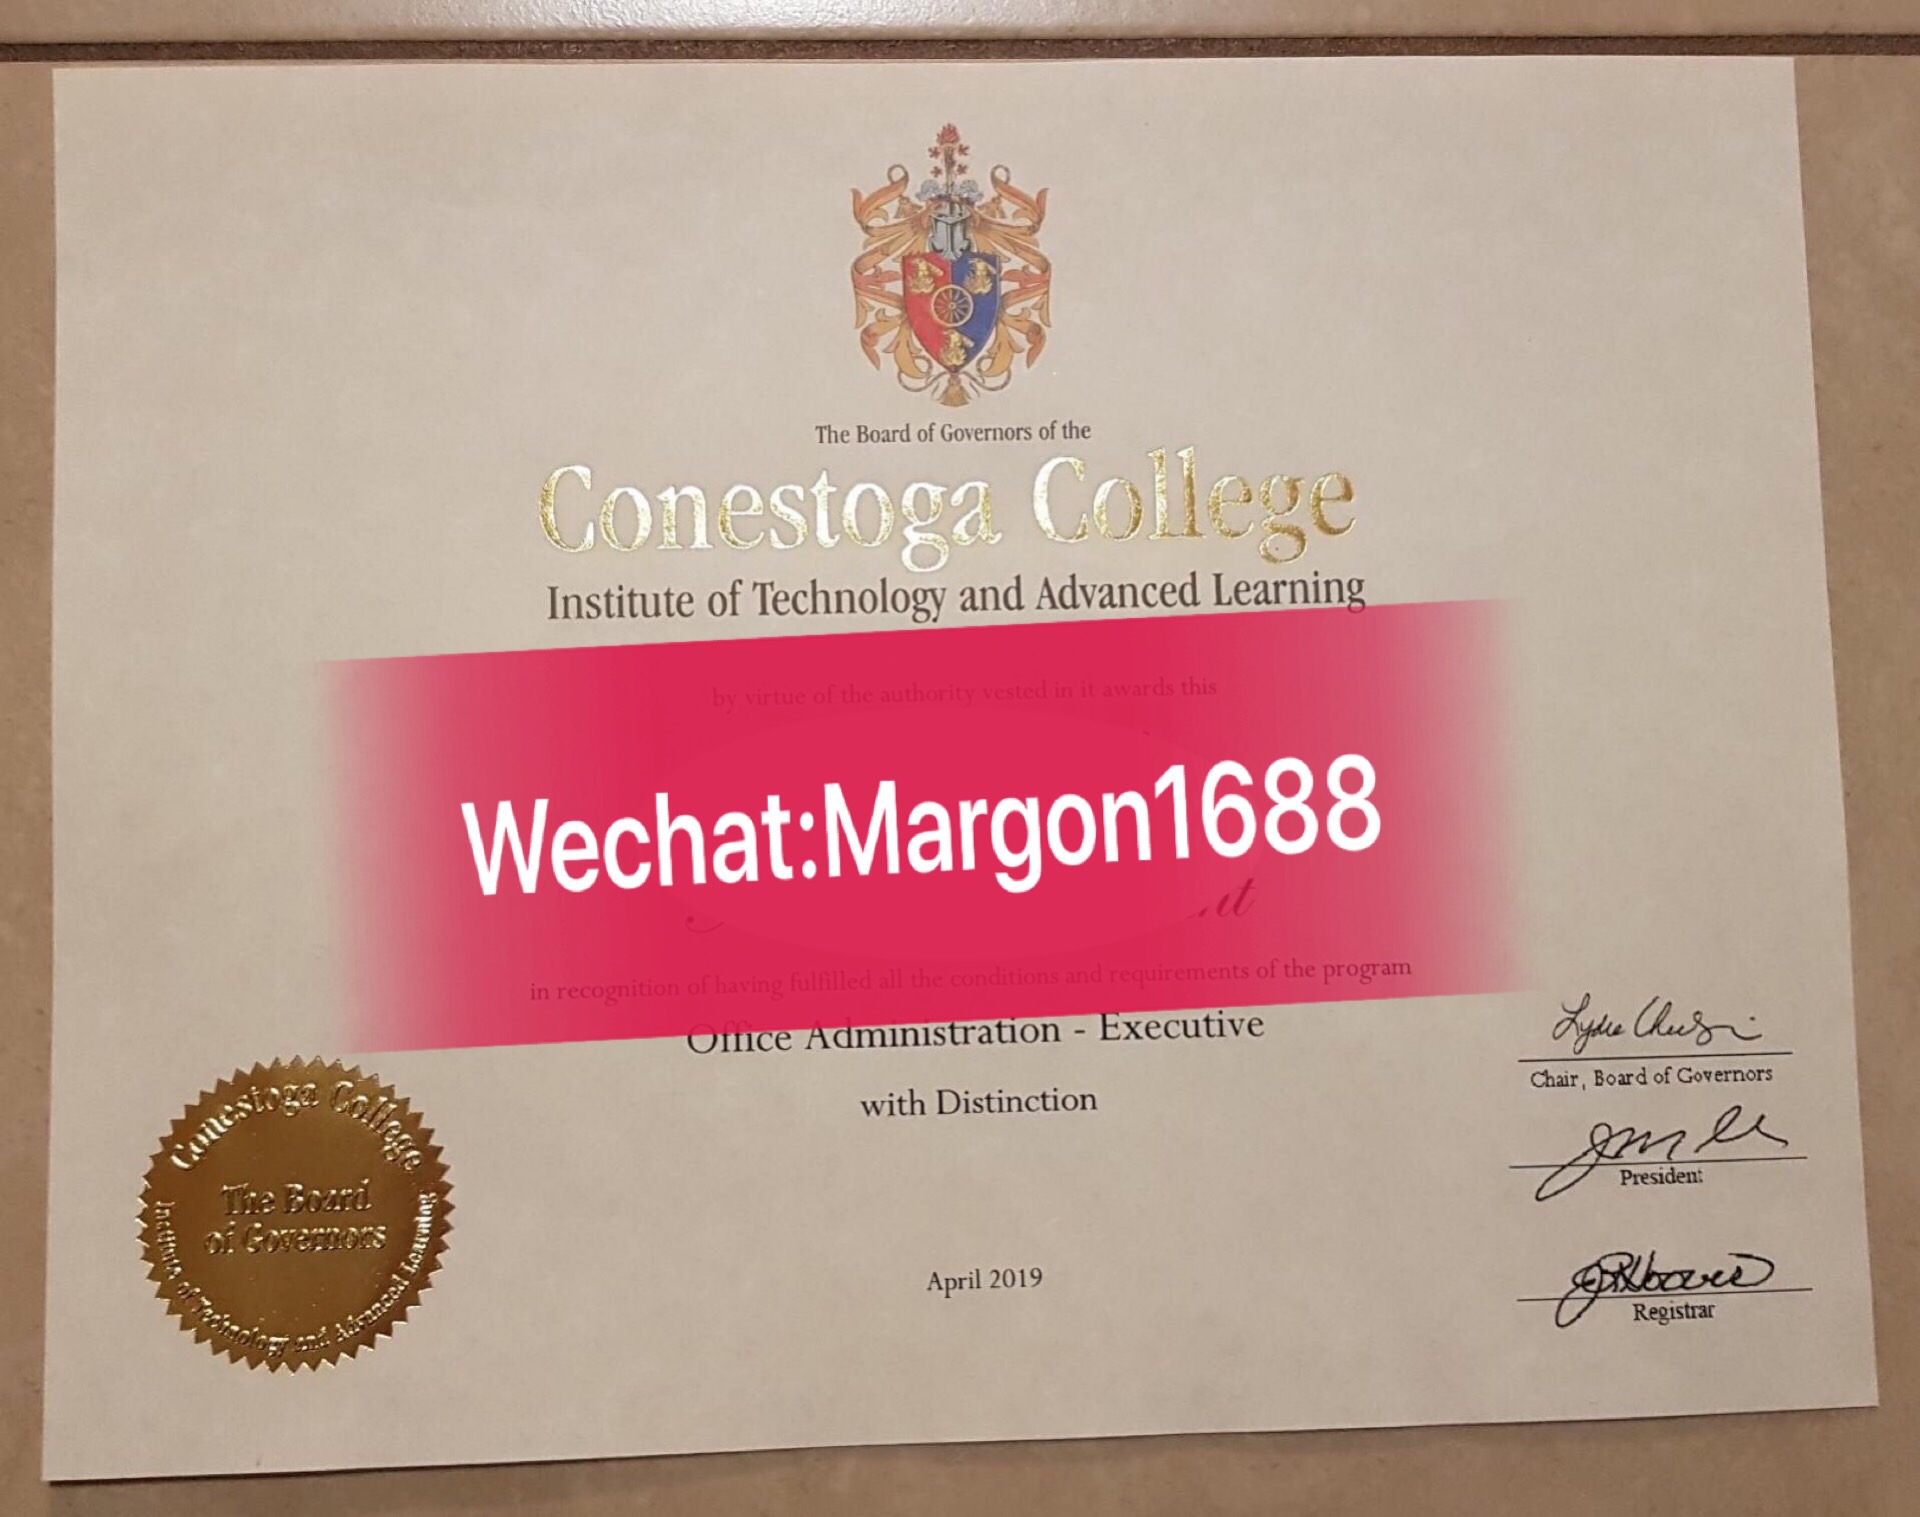 The Board of Governors of the
Conestoga College
Institute of Technology and Advanced Learning
by virtue of the authority vested in it awards this
Wechat:Margon1688
in recognition of having fulfilled all the conditions and requirements of the program
Office Administration - Executive
with Distinction
April 2019
Conestoga College
The Board
of Governors
Institute of Technology and Advanced Learning
Chair, Board of Governors
President
Registrar